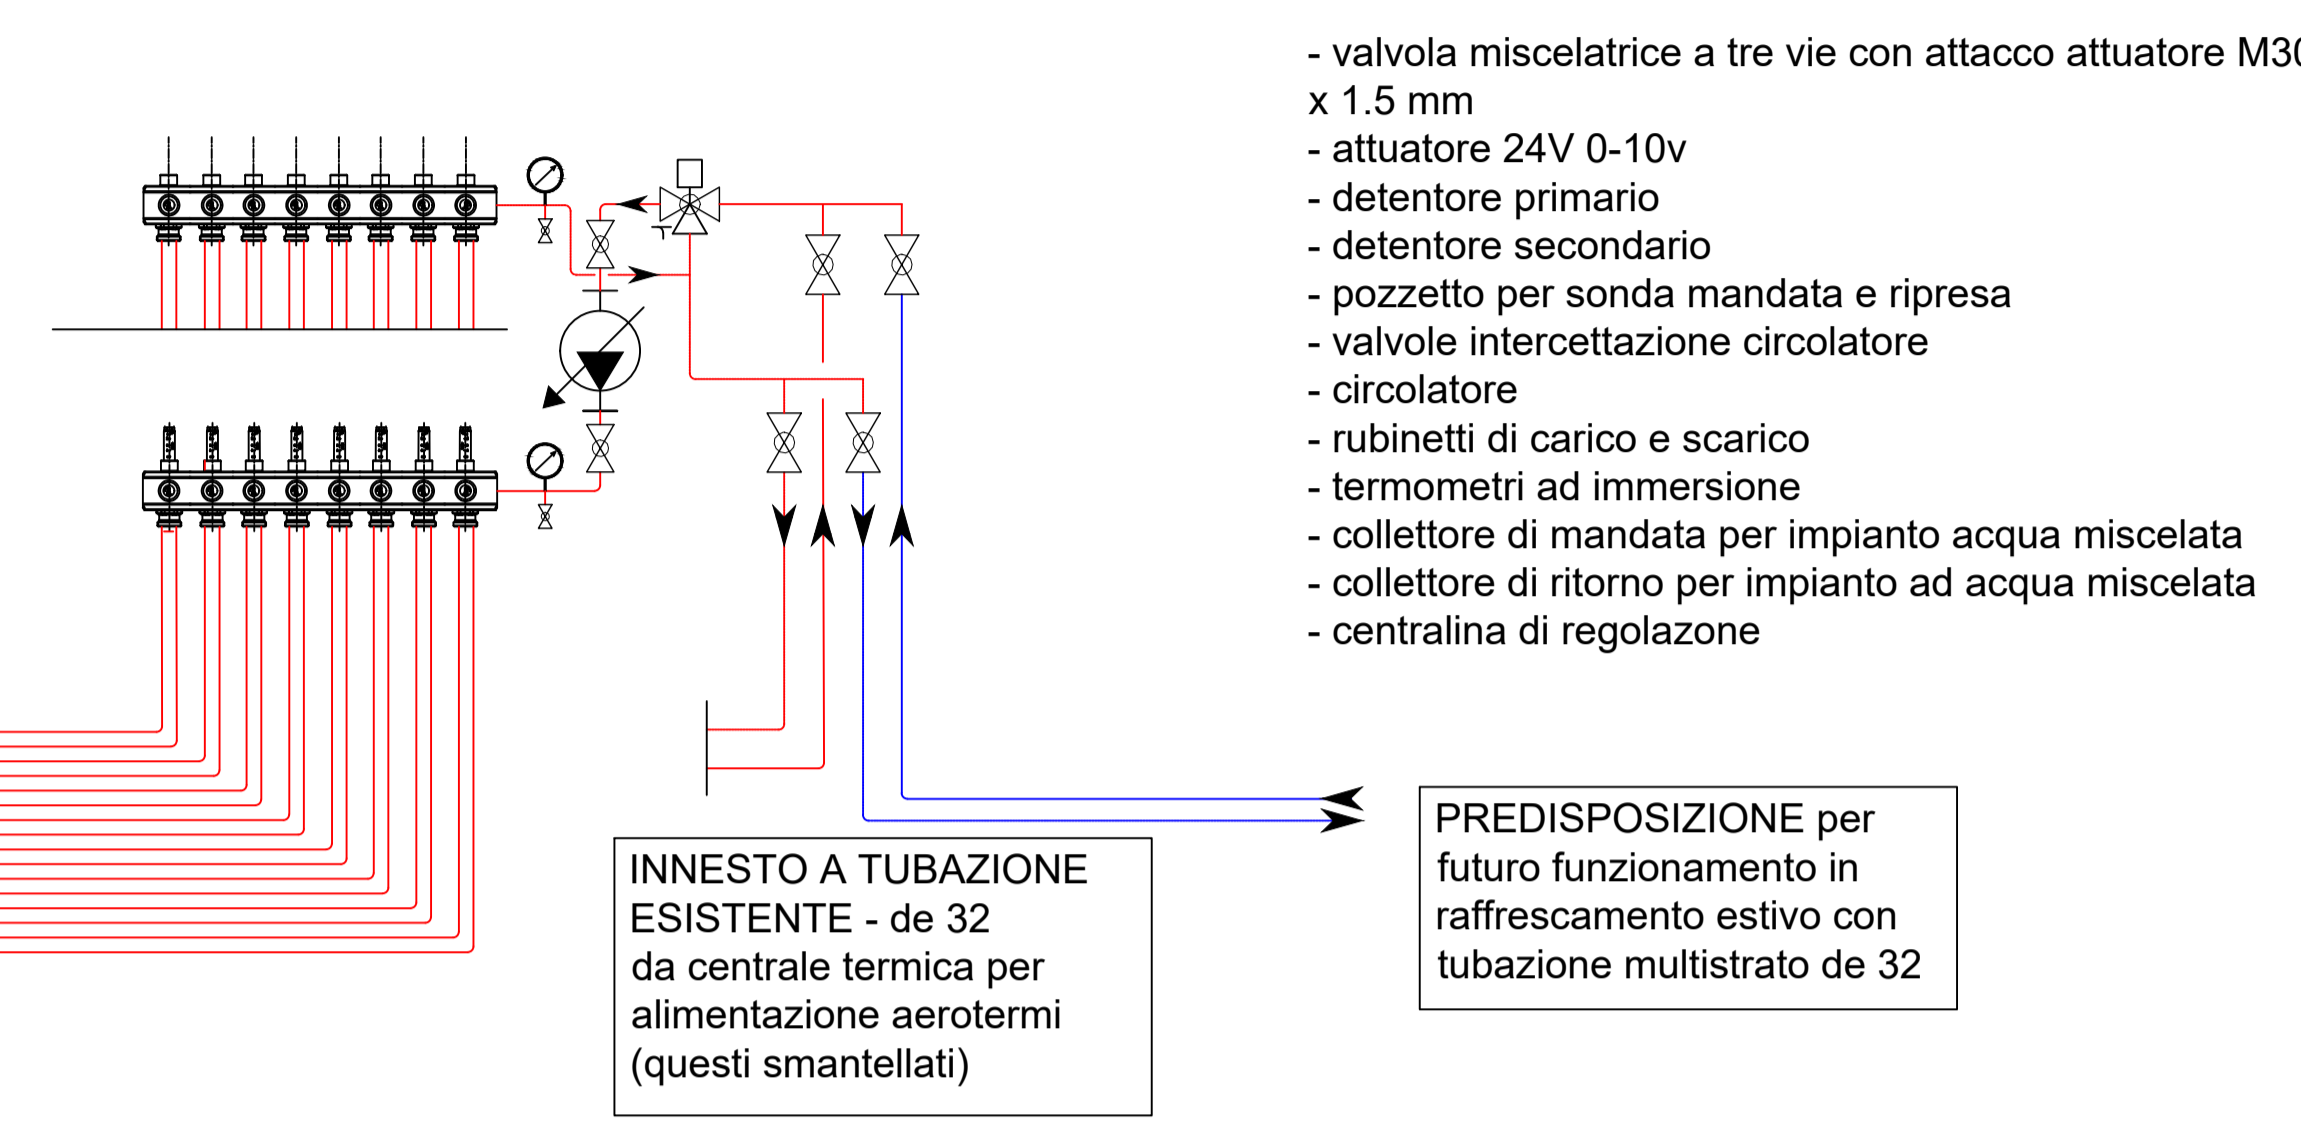 - valvola miscelatrice a tre vie con attacco attuatore M30
x 1.5 mm
- attuatore 24V 0-10v
- detentore primario
- detentore secondario
- pozzetto per sonda mandata e ripresa
- valvole intercettazione circolatore
- circolatore
- rubinetti di carico e scarico
- termometri ad immersione
- collettore di mandata per impianto acqua miscelata
- collettore di ritorno per impianto ad acqua miscelata
- centralina di regolazone
INNESTO A TUBAZIONE
ESISTENTE - de 32
da centrale termica per
alimentazione aerotermi
(questi smantellati)
PREDISPOSIZIONE per
futuro funzionamento in
raffrescamento estivo con
tubazione multistrato de 32